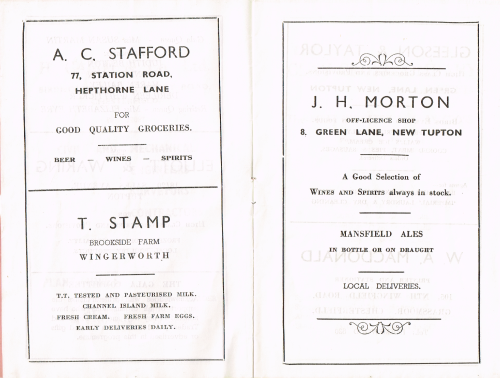 A. C. STAFFORD
77, STATION ROAD,
HEPTHORNE LANE
FOR
GOOD QUALITY GROCERIES.
BEER – WINES – SPIRITS
T. STAMP
BROOKSIDE FARM
WINGERWORTH
T.T. TESTED AND PASTEURISED MILK.
CHANNEL ISLAND MILK.
FRESH CREAM. FRESH FARM EGGS.
EARLY DELIVERIES DAILY.
J. H. MORTON
OFF-LICENCE SHOP
8. GREEN LANE, NEW TUPTON
A Good Selection of
WINES AND SPIRITS always in stock.
MANSFIELD ALES
IN BOTTLE OR ON DRAUGHT
LOCAL DELIVERIES.